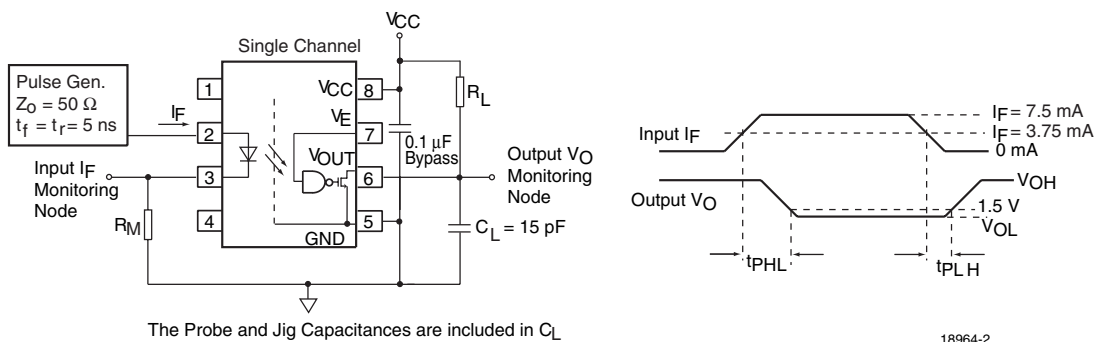 VCC
Single Channel
Pulse Gen.
ZO = 50 Ω
tf = tr = 5 ns
IF
1
2
3
4
VCC
8
VE
7
VOUT
6
5
GND
RL
0.1 μF
Bypass
Output VO
Monitoring
Node
Input IF
Monitoring
Node
RM
CL = 15 pF
The Probe and Jig Capacitances are included in CL
Input IF
IF = 7.5 mA
IF = 3.75 mA
0 mA
Output VO
VOH
1.5 V
VOL
tPHL
tPLH
18964-2